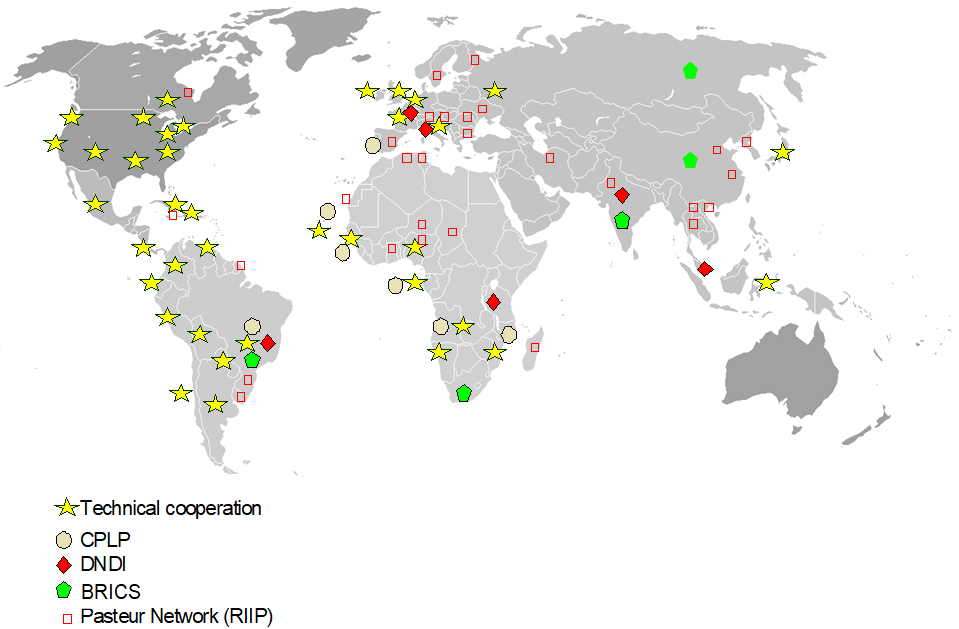 Technical cooperation
CPLP
DNDI
BRICS
Pasteur Network (RIIP)